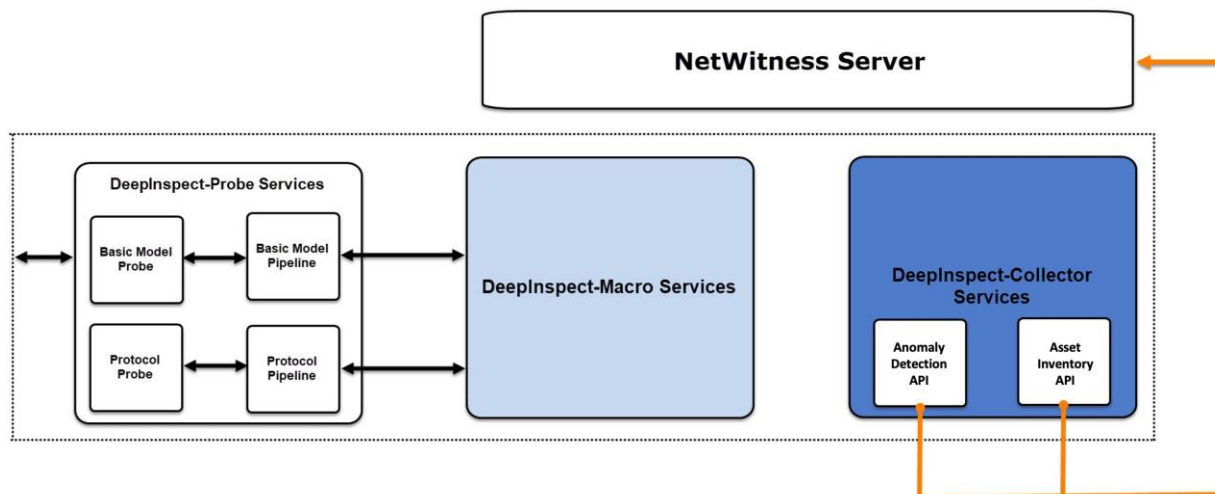 NetWitness Server
DeepInspect-Probe Services
Basic Model
Probe
Basic Model
Pipeline
Protocol
Probe
Protocol
Pipeline
DeepInspect-Macro Services
DeepInspect-Collector
Services
Anomaly
Detection
API
Asset
Inventory
API